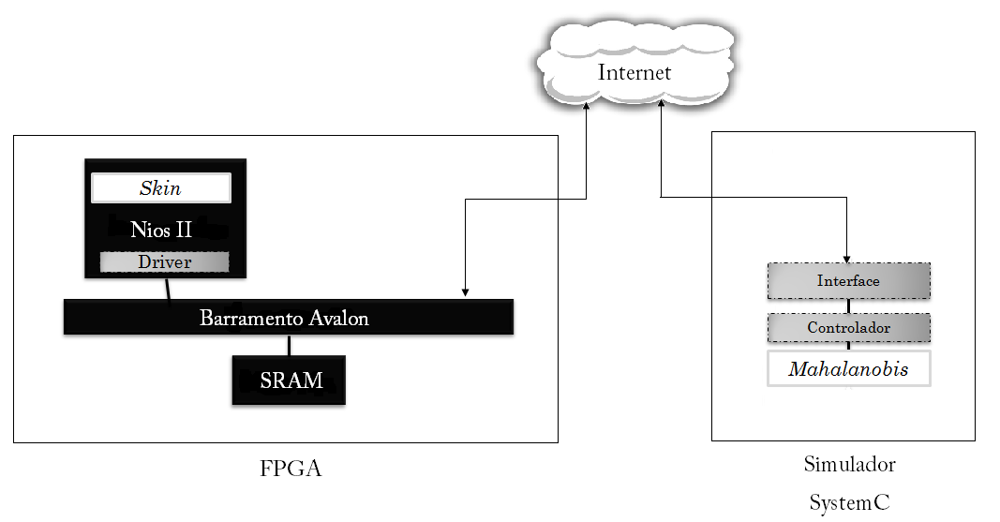 Internet
Skin
Nios II
Driver
Barramento Avalon
SRAM
FPGA
Interface
Controlador
Mahalanobis
Simulador
SystemC